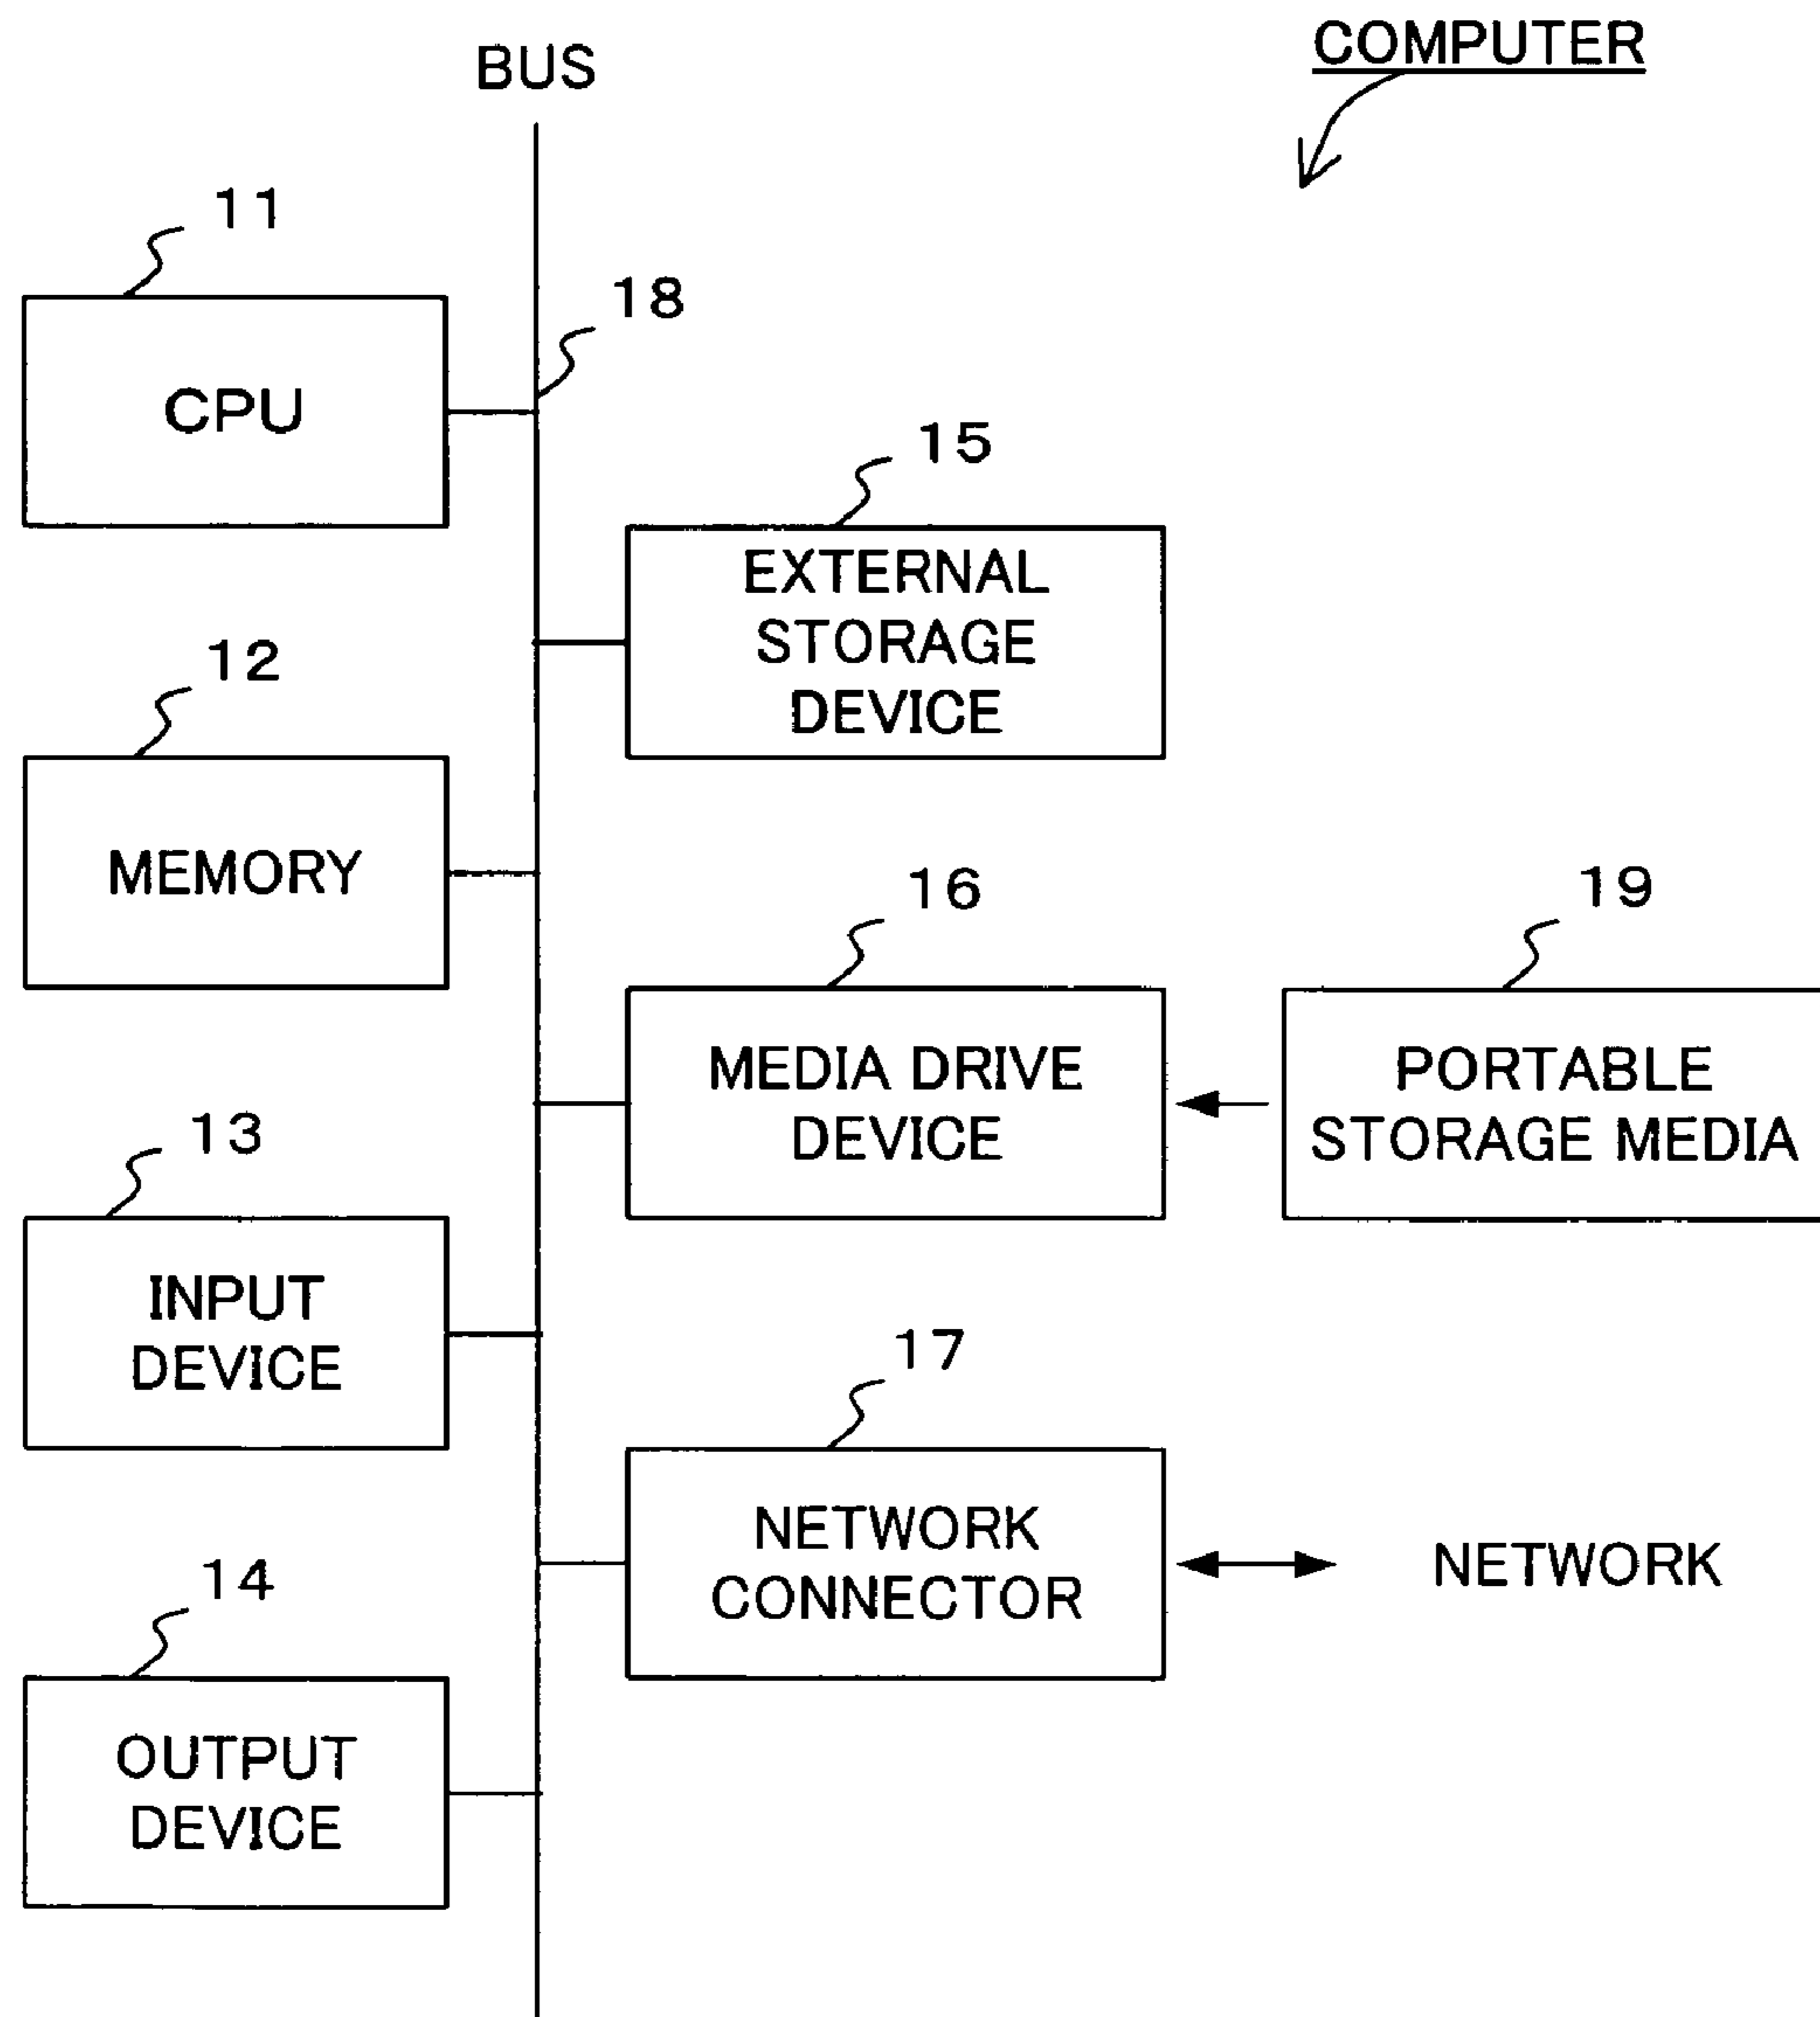 COMPUTER
BUS
11
CPU
18
15
EXTERNAL
STORAGE
DEVICE
12
MEMORY
16
MEDIA DRIVE
DEVICE
19
PORTABLE
STORAGE MEDIA
13
INPUT
DEVICE
17
NETWORK
CONNECTOR
NETWORK
14
OUTPUT
DEVICE